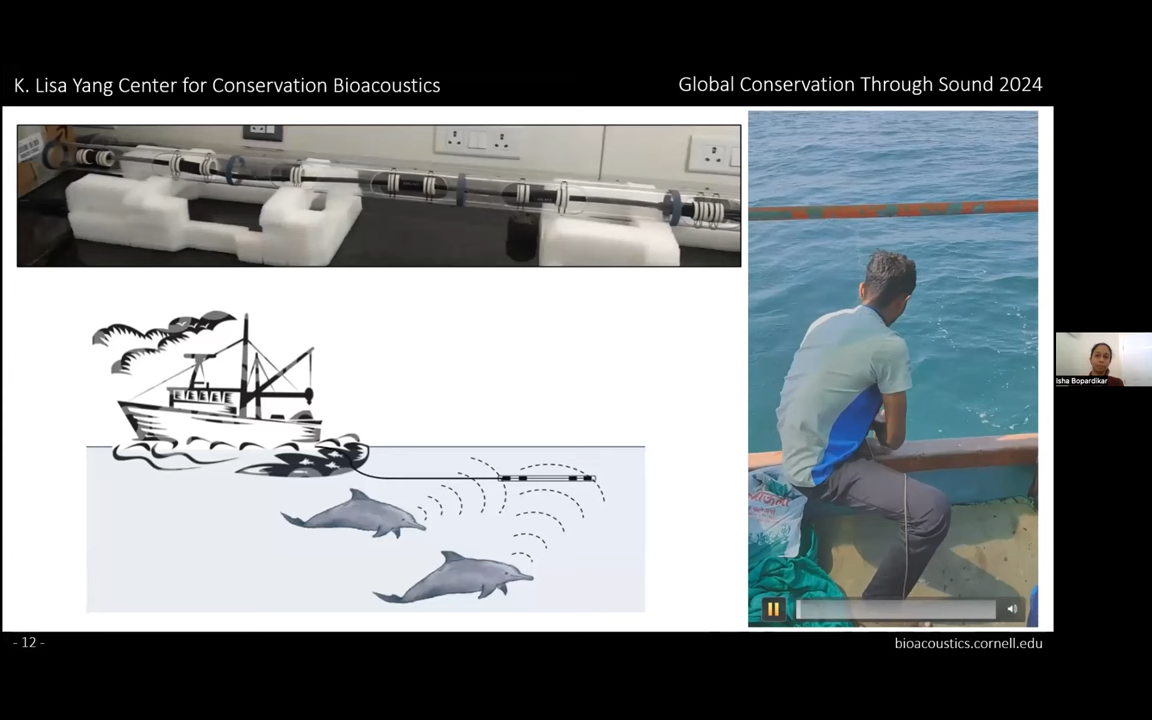 K. Lisa Yang Center for Conservation Bioacoustics
Global Conservation Through Sound 2024
Isha Bopardikar
- 12 -
bioacoustics.cornell.edu